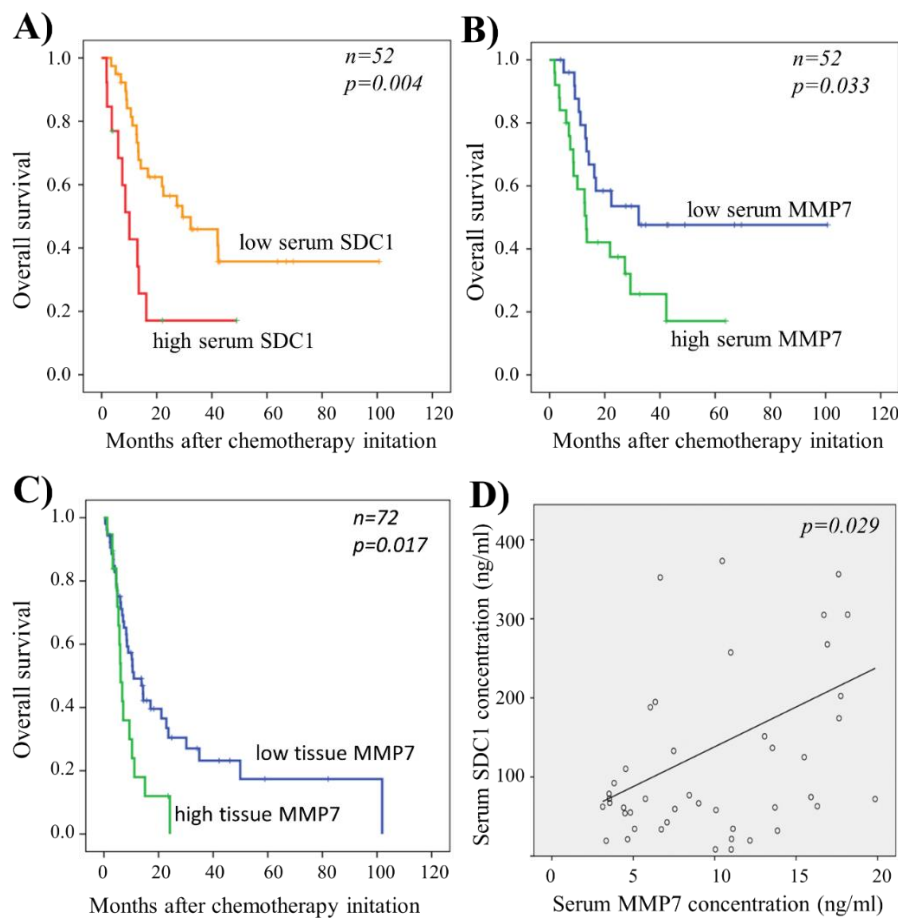 A)
n=52
p=0.004
1.0
0.8
0.6
0.4
0.2
0.0
Overall survival
low serum SDC1
high serum SDC1
0 20 40 60 80 100 120
Months after chemotherapy initation
B)
n=52
p=0.033
1.0
0.8
0.6
0.4
0.2
0.0
Overall survival
low serum MMP7
high serum MMP7
0 20 40 60 80 100 120
Months after chemotherapy initation
C)
n=72
p=0.017
1.0
0.8
0.6
0.4
0.2
0.0
Overall survival
low tissue MMP7
high tissue MMP7
0 20 40 60 80 100 120
Months after chemotherapy initation
D)
p=0.029
400
300
200
100
0
Serum SDC1 concentration (ng/ml)
0 5 10 15 20
Serum MMP7 concentration (ng/ml)